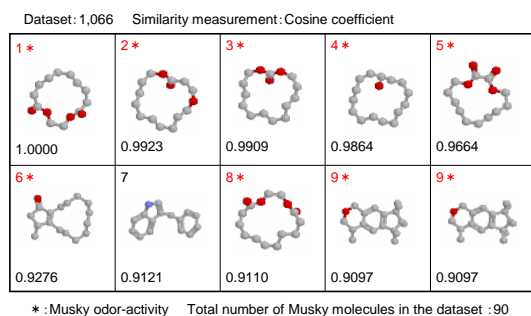 Dataset: 1,066 Similarity measurement: Cosine coefficient
1* 2* 3* 4* 5*
1.0000 0.9923 0.9909 0.9864 0.9664
6* 7 8* 9* 9*
0.9276 0.9121 0.9110 0.9097 0.9097
*: Musky odor-activity Total number of Musky molecules in the dataset: 90